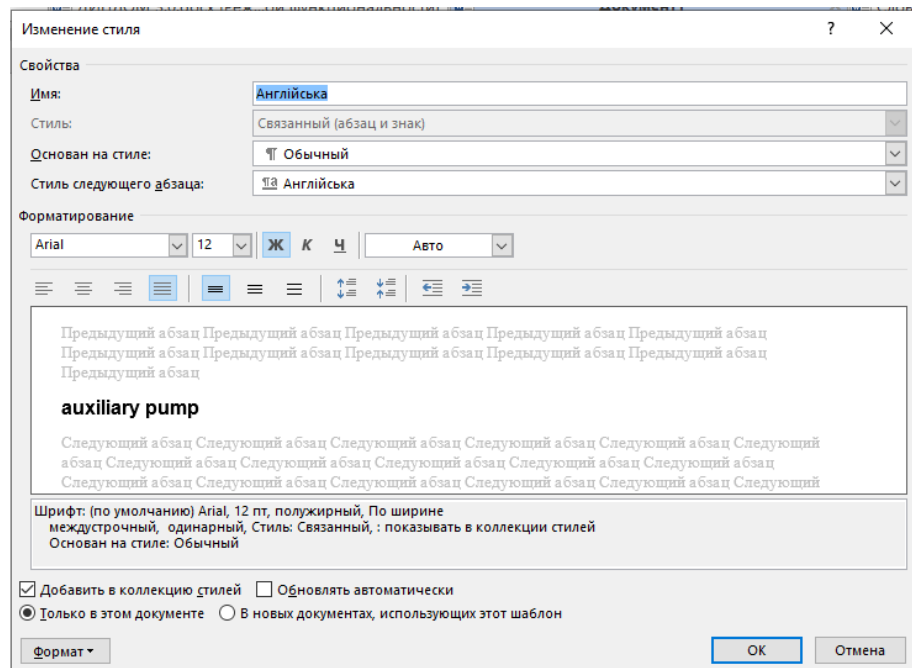 Изменение стиля
Свойства
Имя:
Англійська
Стиль:
Связанный (абзац и знак)
Основан на стиле:
¶ Обычный
Стиль следующего абзаца:
¶a Англійська
Форматирование
Arial 12 Ж К Ч Авто
Предыдущий абзац Предыдущий абзац Предыдущий абзац Предыдущий абзац Предыдущий абзац
Предыдущий абзац Предыдущий абзац Предыдущий абзац Предыдущий абзац Предыдущий абзац
Предыдущий абзац
auxiliary pump
Следующий абзац Следующий абзац Следующий абзац Следующий абзац Следующий абзац Следующий
абзац Следующий абзац Следующий абзац Следующий абзац Следующий абзац Следующий абзац
Следующий абзац Следующий абзац Следующий абзац Следующий абзац Следующий абзац Следующий
Шрифт: (по умолчанию) Arial, 12 пт, полужирный, По ширине
междустрочный, одинарный, Стиль: Связанный, : показывать в коллекции стилей
Основан на стиле: Обычный
Добавить в коллекцию стилей Обновлять автоматически
Только в этом документе В новых документах, использующих этот шаблон
Формат OK Отмена